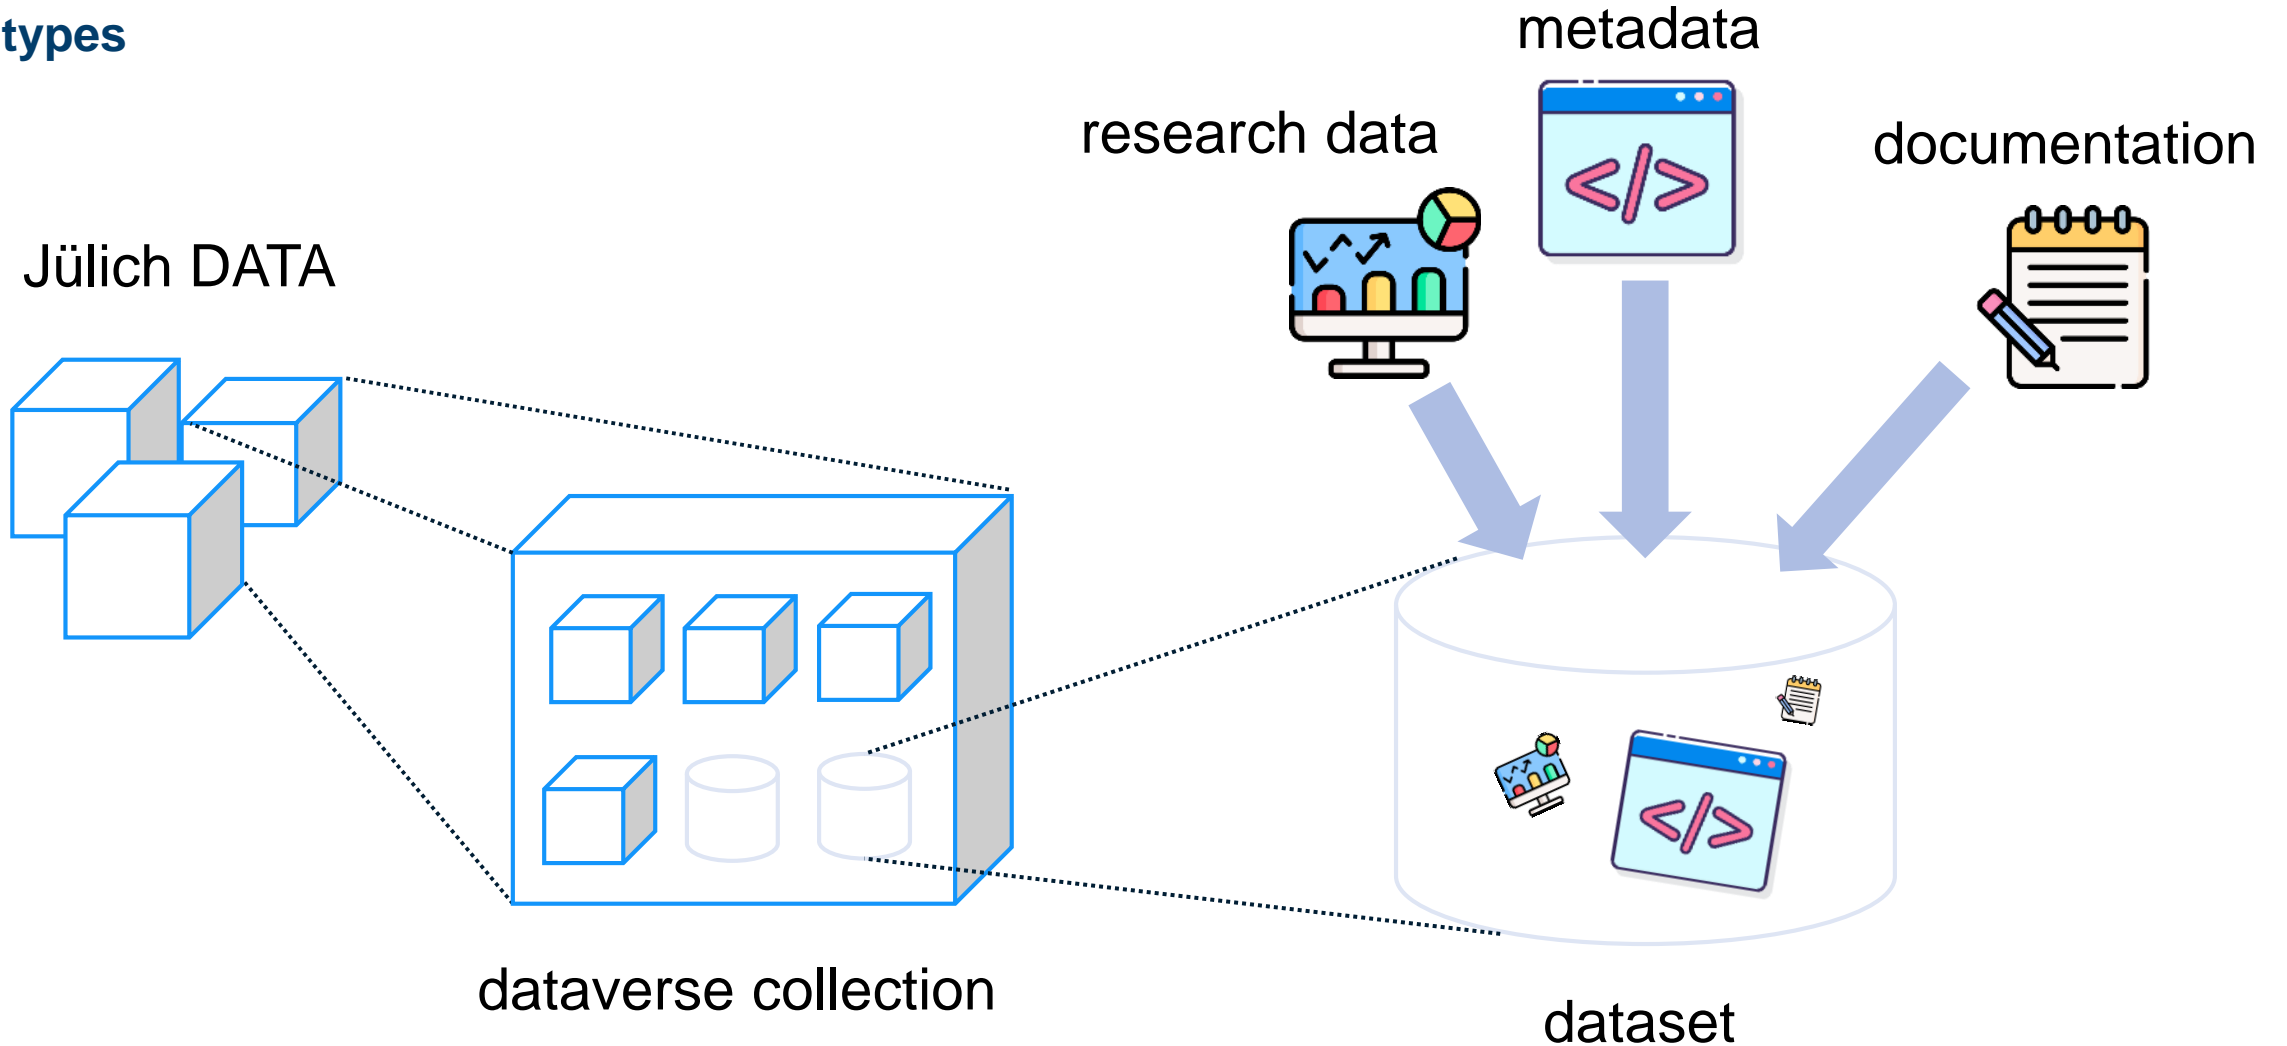 types
metadata
research data
documentation
Jülich DATA
dataverse collection
dataset